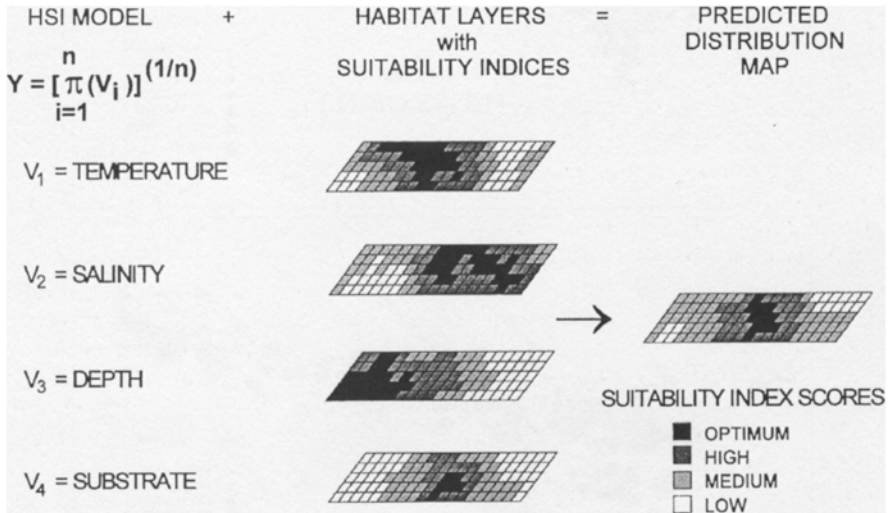 HSI MODEL + HABITAT LAYERS = PREDICTED
with DISTRIBUTION
SUITABILITY INDICES MAP
n
Y = [ π (Vi )] (1/n)
i=1
V1 = TEMPERATURE
V2 = SALINITY
V3 = DEPTH
V4 = SUBSTRATE
SUITABILITY INDEX SCORES
OPTIMUM
HIGH
MEDIUM
LOW